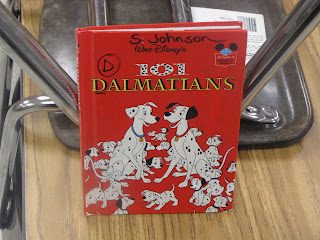 S. Johnson
Walt Disney's
D
101
DALMATIANS